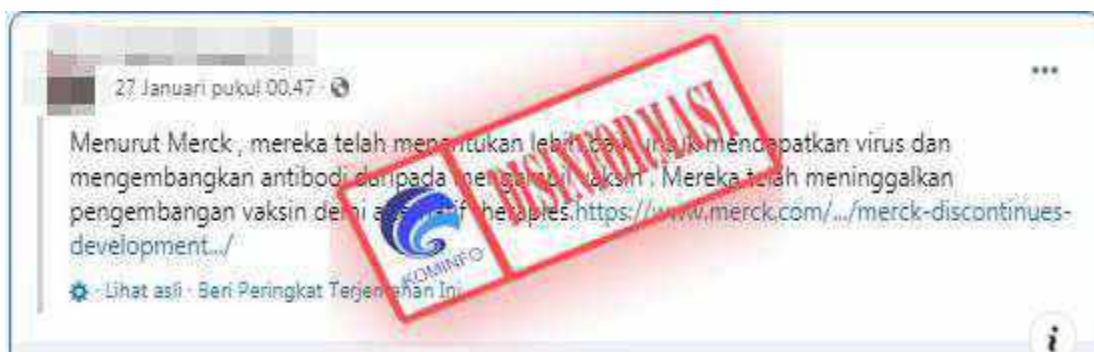 27 Januari pukul 00.47
Menurut Merck , mereka telah menentukan lebih baik untuk mendapatkan virus dan
mengembangkan antibodi daripada mengambil vaksin . Mereka telah meninggalkan
pengembangan vaksin demi therapies.https://www.merck.com/.../merck-discontinues-
development.../
Lihat asli · Beri Peringkat Terjemahan Ini
KOMINFO
DISINFORMASI